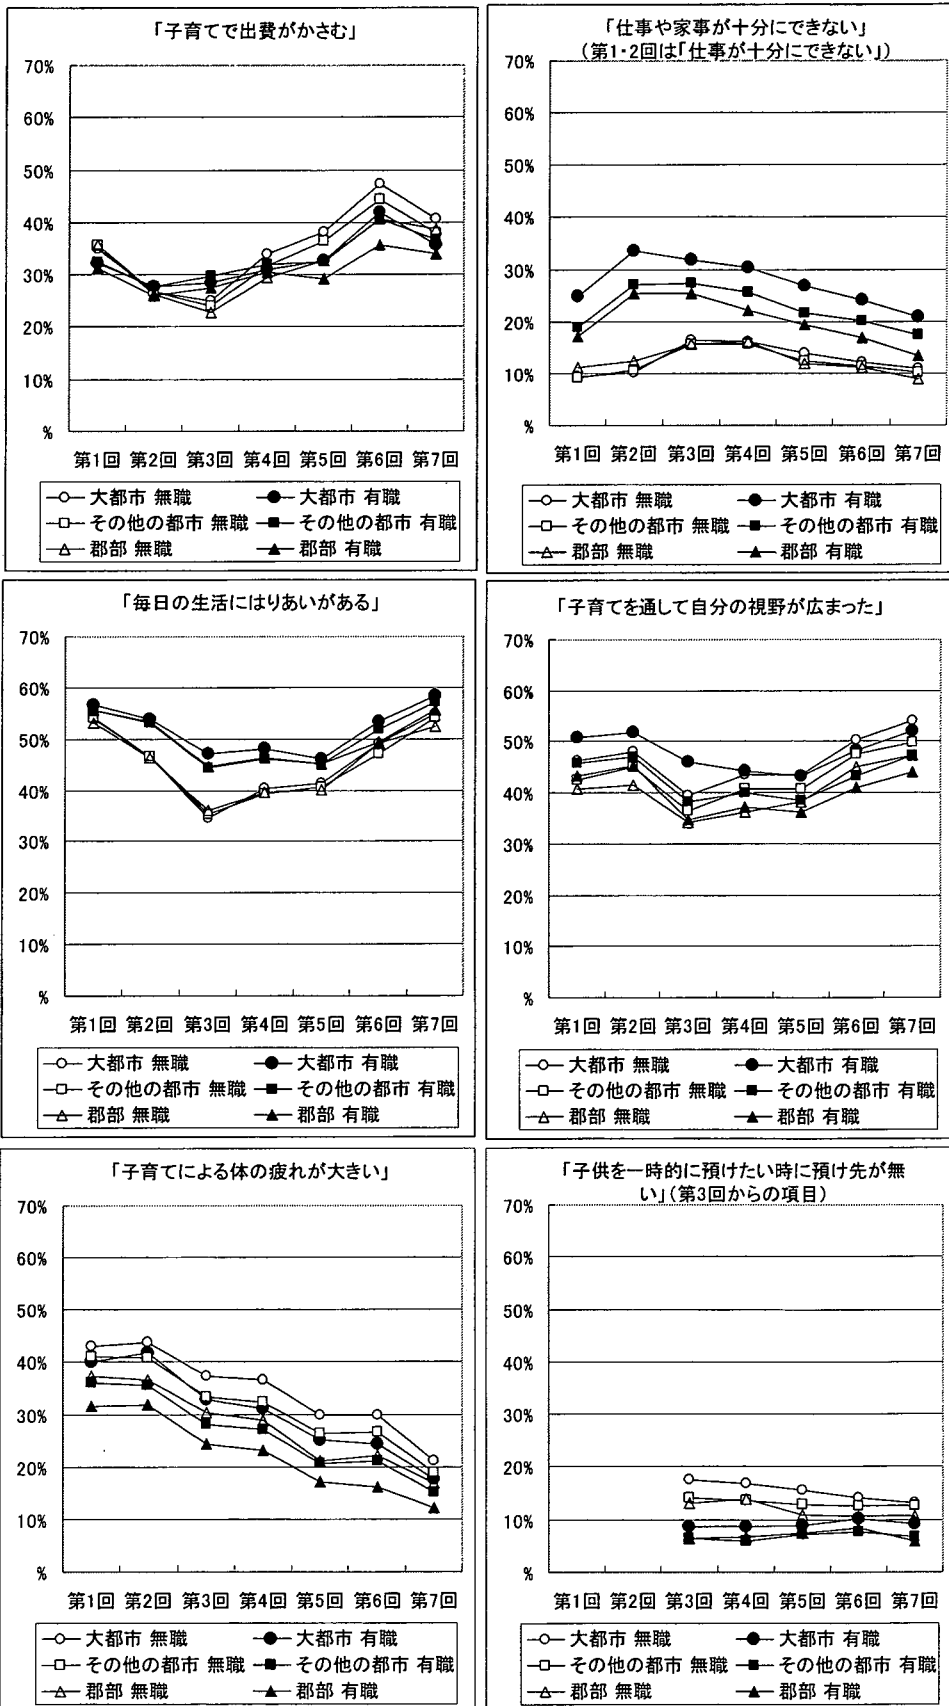 「子育てで出費がかさむ」
70%
60%
50%
40%
30%
20%
10%
%
第1回 第2回 第3回 第4回 第5回 第6回 第7回
大都市 無職 大都市 有職
その他の都市 無職 その他の都市 有職
郡部 無職 郡部 有職
「仕事や家事が十分にできない」
(第1・2回は「仕事が十分にできない」)
70%
60%
50%
40%
30%
20%
10%
%
第1回 第2回 第3回 第4回 第5回 第6回 第7回
大都市 無職 大都市 有職
その他の都市 無職 その他の都市 有職
郡部 無職 郡部 有職
「毎日の生活にはりあいがある」
70%
60%
50%
40%
30%
20%
10%
%
第1回 第2回 第3回 第4回 第5回 第6回 第7回
大都市 無職 大都市 有職
その他の都市 無職 その他の都市 有職
郡部 無職 郡部 有職
「子育てを通して自分の視野が広まった」
70%
60%
50%
40%
30%
20%
10%
%
第1回 第2回 第3回 第4回 第5回 第6回 第7回
大都市 無職 大都市 有職
その他の都市 無職 その他の都市 有職
郡部 無職 郡部 有職
「子育てによる体の疲れが大きい」
70%
60%
50%
40%
30%
20%
10%
%
第1回 第2回 第3回 第4回 第5回 第6回 第7回
大都市 無職 大都市 有職
その他の都市 無職 その他の都市 有職
郡部 無職 郡部 有職
「子供を一時的に預けたい時に預け先が無
い」(第3回からの項目)
70%
60%
50%
40%
30%
20%
10%
%
第1回 第2回 第3回 第4回 第5回 第6回 第7回
大都市 無職 大都市 有職
その他の都市 無職 その他の都市 有職
郡部 無職 郡部 有職